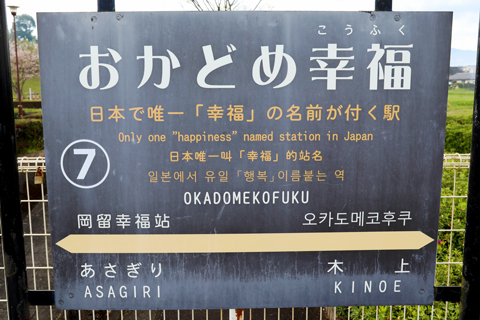 こうふく
おかどめ幸福
日本で唯一「幸福」の名前が付く駅
Only one "happiness" named station in Japan
日本唯一叫「幸福」的站名
일본에서 유일「행복」이름붙는 역
7
OKADOMEKOFUKU
岡留幸福站 오카도메코후쿠
あさぎり 木上
ASAGIRI KINOE